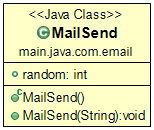 <<Java Class>>
MailSend
main.java.com.email
random: int
MailSend()
MailSend(String):void